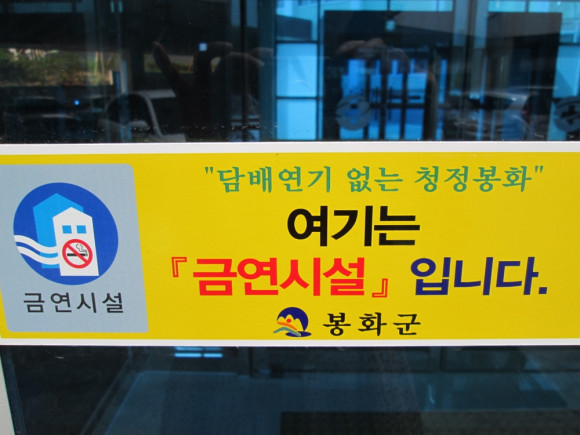 "담배연기 없는 청정봉화"
여기는
『금연시설』 입니다.
봉화군
금연시설